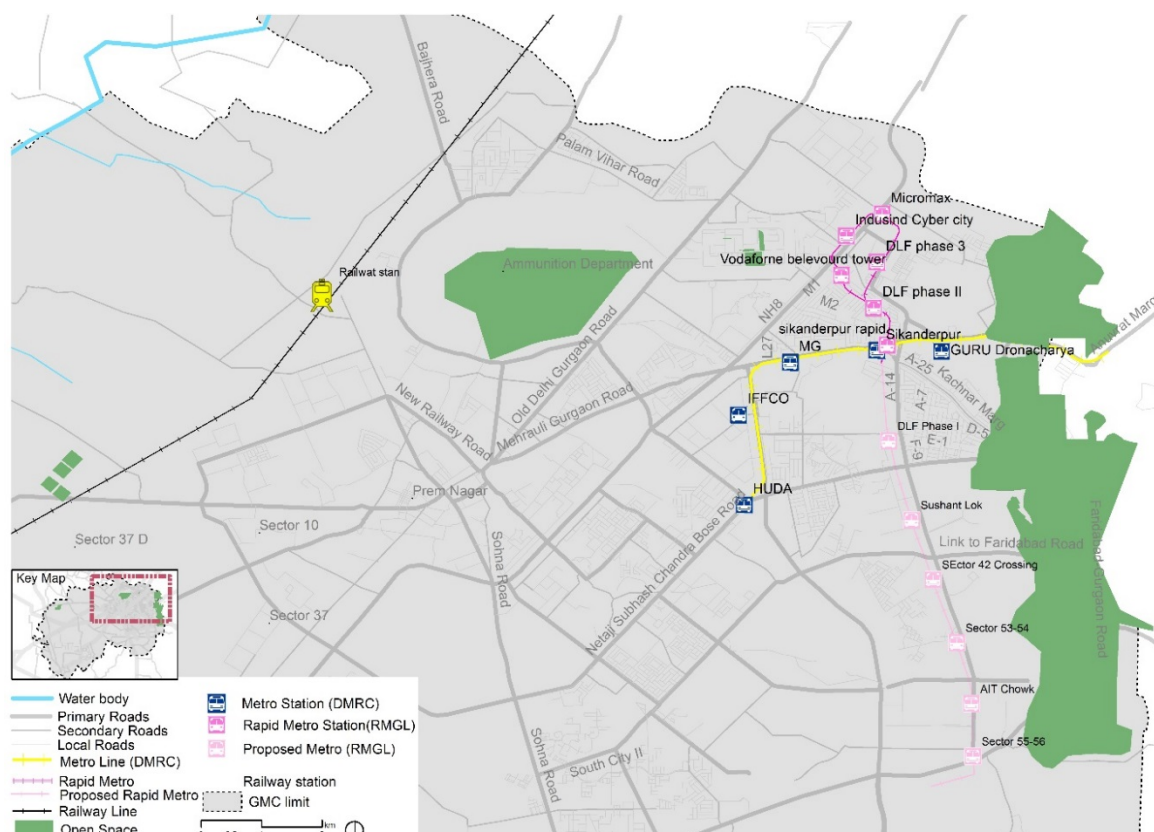 Bajhera Road
Palam Vihar Road
Micromax
Indusind Cyber city
DLF phase 3
Vodaforne belevourd tower
Ammunition Department
Railwat stan
M1
M2
NH8
DLF phase II
sikanderpur rapid
Sikanderpur
MG
GURU Dronacharya
Anuvrat Marg
L27
Old Delhi Gurgaon Road
A-25
Kachnar Marg
A-14
A-7
IFFCO
New Railway Road
Mehrauli Gurgaon Road
DLF Phase I
E-1
D-5
F-9
Prem Nagar
HUDA
Sector 10
Sushant Lok
Sector 37 D
Sohna Road
Netaji Subhash Chandra Bose Road
Link to Faridabad Road
Faridabad Gurgaon Road
SEctor 42 Crossing
Key Map
Sector 37
Sector 53-54
AIT Chowk
Sector 55-56
Sohna Road
South City II
Water body
Primary Roads
Secondary Roads
Local Roads
Metro Line (DMRC)
Rapid Metro
Proposed Rapid Metro
Railway Line
Open Space
Metro Station (DMRC)
Rapid Metro Station(RMGL)
Proposed Metro (RMGL)
Railway station
GMC limit
km